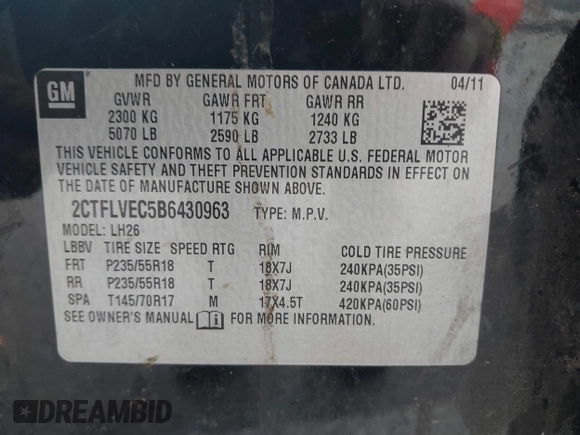 GM
MFD BY GENERAL MOTORS OF CANADA LTD. 04/11
GVWR GAWR FRT GAWR RR
2300 KG 1175 KG 1240 KG
5070 LB 2590 LB 2733 LB
THIS VEHICLE CONFORMS TO ALL APPLICABLE U.S. FEDERAL MOTOR
VEHICLE SAFETY AND THEFT PREVENTION STANDARDS IN EFFECT ON
THE DATE OF MANUFACTURE SHOWN ABOVE.
2CTFLVEC5B6430963 TYPE: M.P.V.
MODEL: LH26
LBBV TIRE SIZE SPEED RTG RIM COLD TIRE PRESSURE
FRT P235/55R18 T 18X7J 240KPA(35PSI)
RR P235/55R18 T 18X7J 240KPA(35PSI)
SPA T145/70R17 M 17X4.5T 420KPA(60PSI)
SEE OWNER'S MANUAL FOR MORE INFORMATION.
DREAMBID